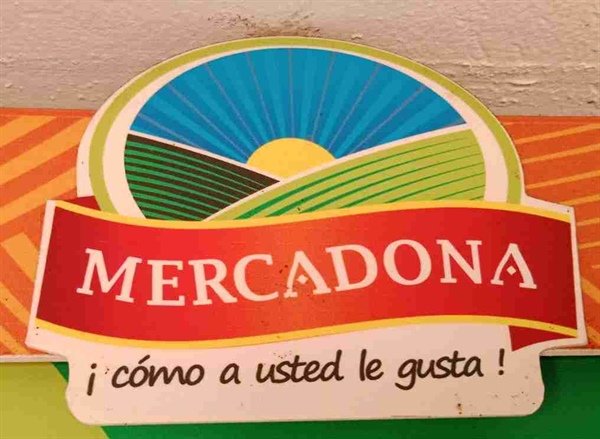 MERCADONA
¡ cómo a usted le gusta !